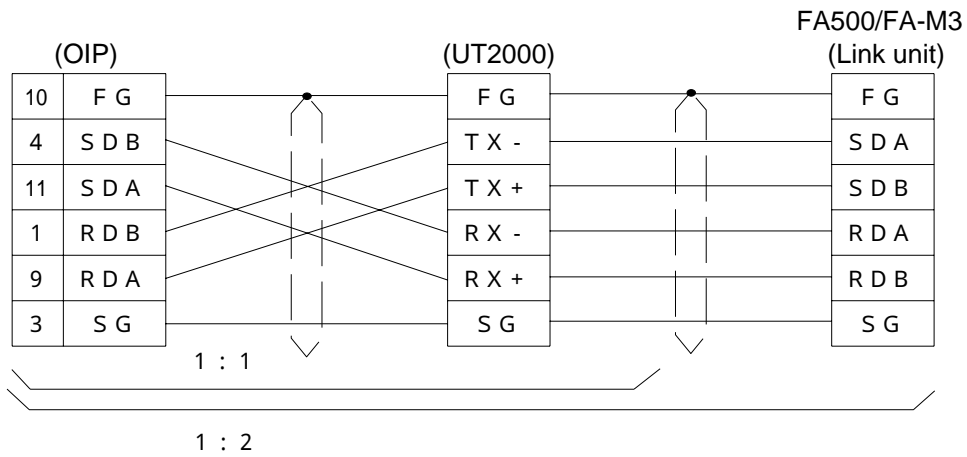 FA500/FA-M3
(OIP) (UT2000) (Link unit)
10 F G F G F G
4 S D B T X - S D A
11 S D A T X + S D B
1 R D B R X - R D A
9 R D A R X + R D B
3 S G S G S G
1 : 1
1 : 2